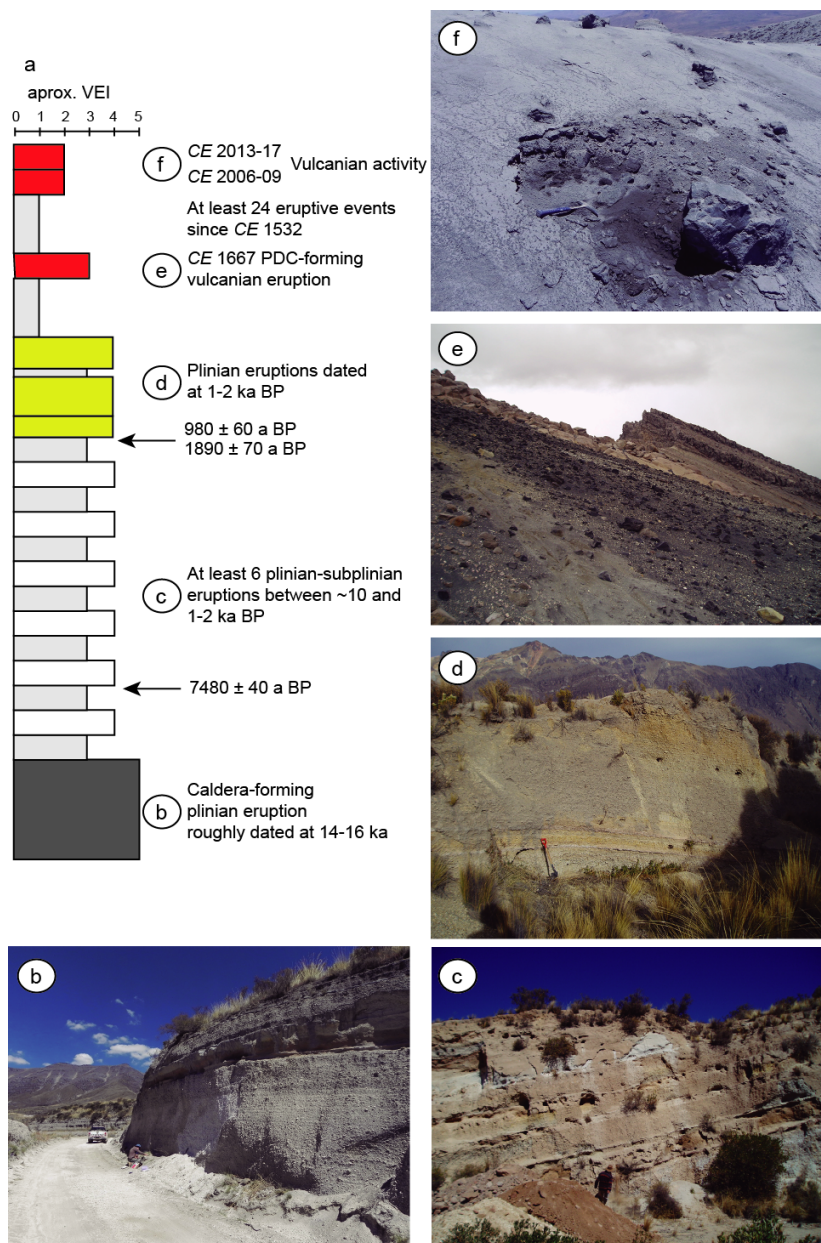 a
aprox. VEI
0 1 2 3 4 5
f
CE 2013-17
CE 2006-09
Vulcanian activity
At least 24 eruptive events
since CE 1532
e
CE 1667 PDC-forming
vulcanian eruption
d
Plinian eruptions dated
at 1-2 ka BP
980 ± 60 a BP
1890 ± 70 a BP
c
At least 6 plinian-subplinian
eruptions between ~10 and
1-2 ka BP
7480 ± 40 a BP
b
Caldera-forming
plinian eruption
roughly dated at 14-16 ka
f
e
d
b
c